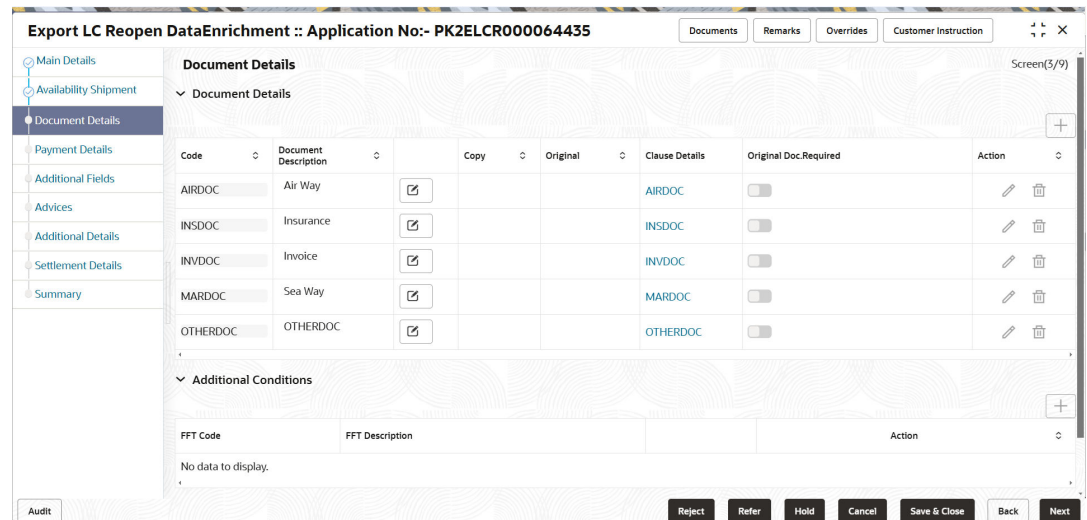 Export LC Reopen DataEnrichment :: Application No:- PK2ELCR000064435
Documents
Remarks
Overrides
Customer Instruction
Main Details
Availability Shipment
Document Details
Payment Details
Additional Fields
Advices
Additional Details
Settlement Details
Summary
Document Details
Screen(3/9)
Document Details
Code
Document
Description
Copy
Original
Clause Details
Original Doc.Required
Action
AIRDOC Air Way AIRDOC
INSDOC Insurance INSDOC
INVDOC Invoice INVDOC
MARDOC Sea Way MARDOC
OTHERDOC OTHERDOC OTHERDOC
Additional Conditions
FFT Code FFT Description Action
No data to display.
Audit
Reject
Refer
Hold
Cancel
Save & Close
Back
Next